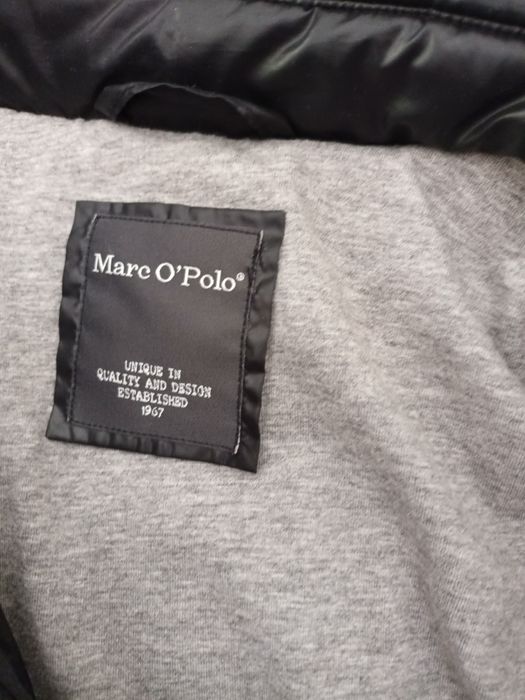 Marc O'Polo®
UNIQUE IN
QUALITY AND DESIGN
ESTABLISHED
1967